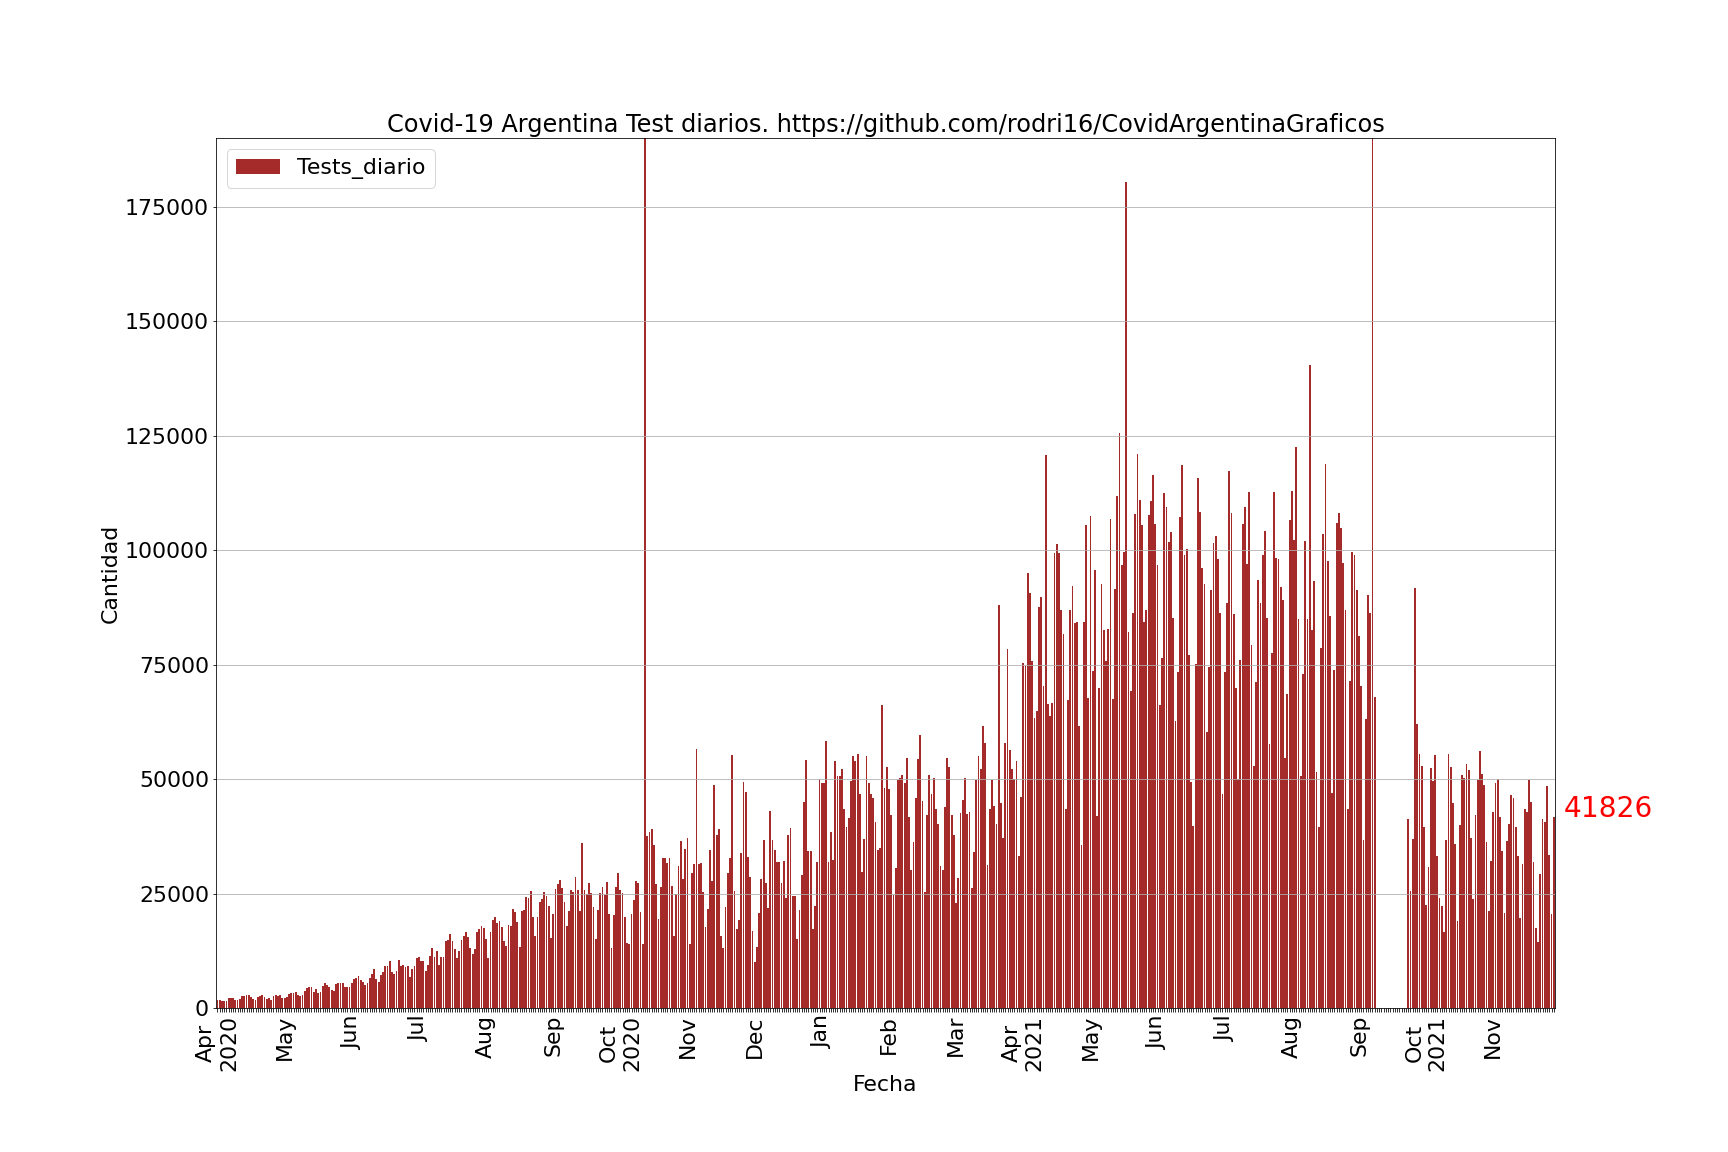 Covid-19 Argentina Test diarios. https://github.com/rodri16/CovidArgentinaGraficos
Tests_diario
175000
150000
125000
100000
75000
50000
25000
0
Cantidad
41826
Apr
2020
May
Jun
Jul
Aug
Sep
Oct
2020
Nov
Dec
Jan
Feb
Mar
Apr
2021
May
Jun
Jul
Aug
Sep
Oct
2021
Nov
Fecha